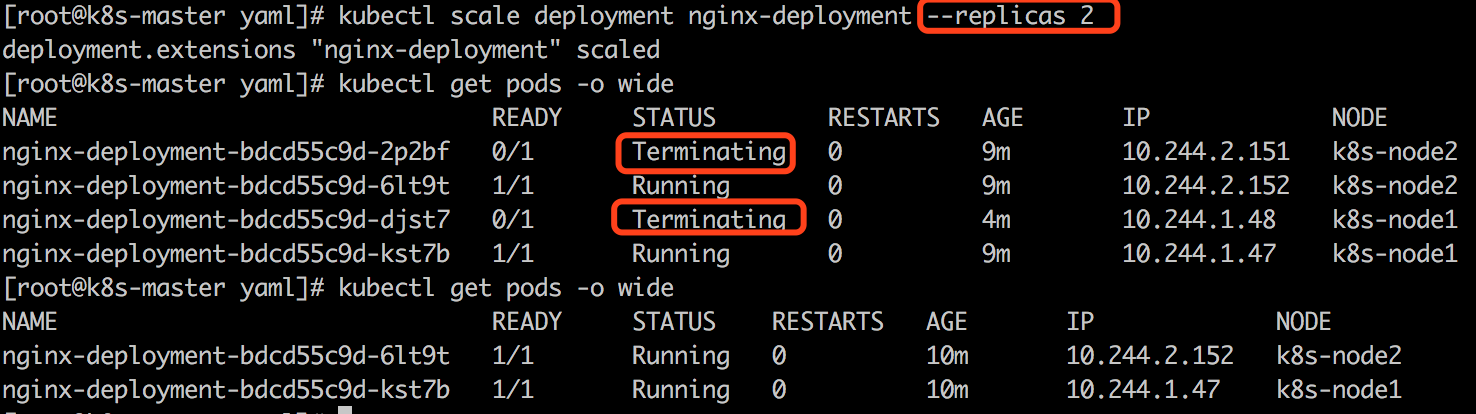 [root@k8s-master yaml]# kubectl scale deployment nginx-deployment --replicas 2
deployment.extensions "nginx-deployment" scaled
[root@k8s-master yaml]# kubectl get pods -o wide
NAME READY STATUS RESTARTS AGE IP NODE
nginx-deployment-bdcd55c9d-2p2bf 0/1 Terminating 0 9m 10.244.2.151 k8s-node2
nginx-deployment-bdcd55c9d-6lt9t 1/1 Running 0 9m 10.244.2.152 k8s-node2
nginx-deployment-bdcd55c9d-djst7 0/1 Terminating 0 4m 10.244.1.48 k8s-node1
nginx-deployment-bdcd55c9d-kst7b 1/1 Running 0 9m 10.244.1.47 k8s-node1
[root@k8s-master yaml]# kubectl get pods -o wide
NAME READY STATUS RESTARTS AGE IP NODE
nginx-deployment-bdcd55c9d-6lt9t 1/1 Running 0 10m 10.244.2.152 k8s-node2
nginx-deployment-bdcd55c9d-kst7b 1/1 Running 0 10m 10.244.1.47 k8s-node1